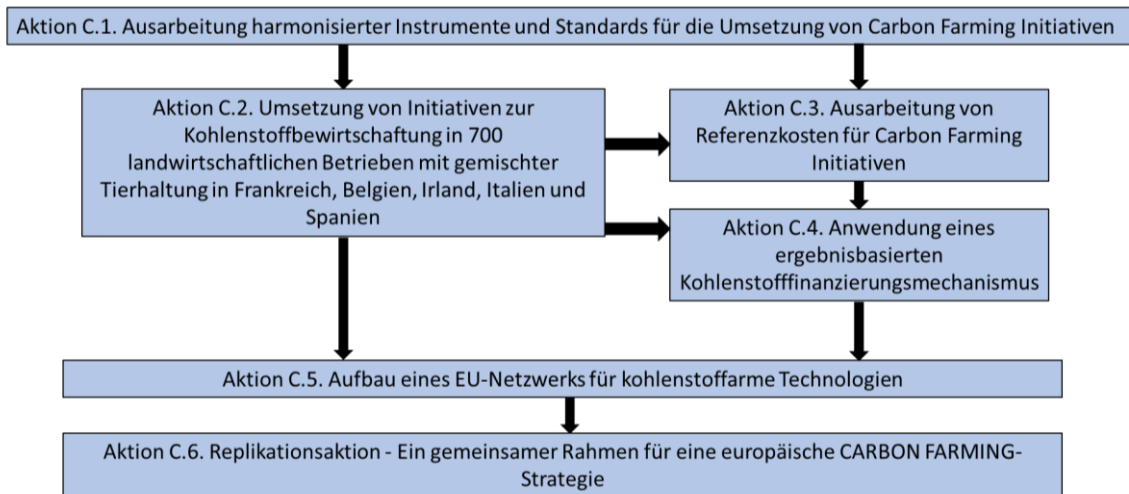 Aktion C.1. Ausarbeitung harmonisierter Instrumente und Standards für die Umsetzung von Carbon Farming Initiativen
Aktion C.2. Umsetzung von Initiativen zur
Kohlenstoffbewirtschaftung in 700
landwirtschaftlichen Betrieben mit gemischter
Tierhaltung in Frankreich, Belgien, Irland, Italien und
Spanien
Aktion C.3. Ausarbeitung von
Referenzkosten für Carbon Farming
Initiativen
Aktion C.4. Anwendung eines
ergebnisbasierten
Kohlenstofffinanzierungsmechanismus
Aktion C.5. Aufbau eines EU-Netzwerks für kohlenstoffarme Technologien
Aktion C.6. Replikationsaktion - Ein gemeinsamer Rahmen für eine europäische CARBON FARMING-
Strategie